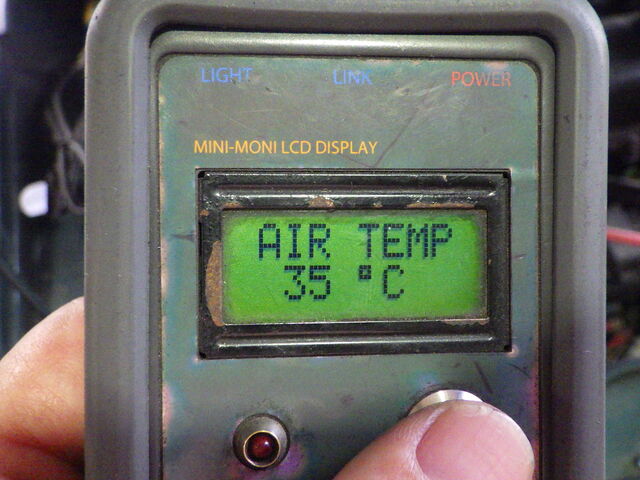 LIGHT LINK POWER
MINI-MONI LCD DISPLAY
AIR TEMP
35 °C